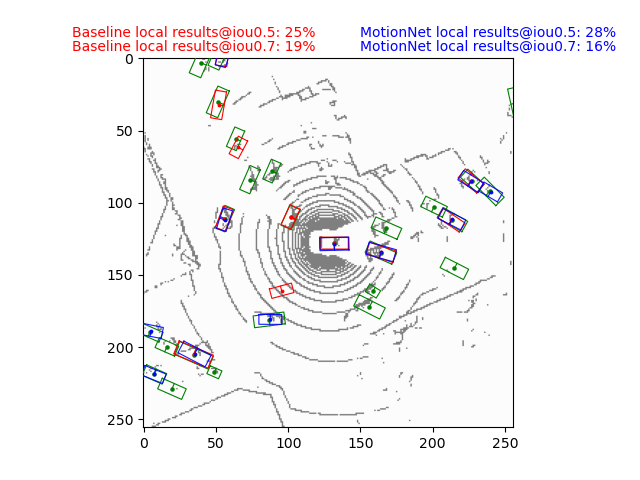 Baseline local results@iou0.5: 25% MotionNet local results@iou0.5: 28%
Baseline local results@iou0.7: 19% MotionNet local results@iou0.7: 16%
0
50
100
150
200
250
0 50 100 150 200 250